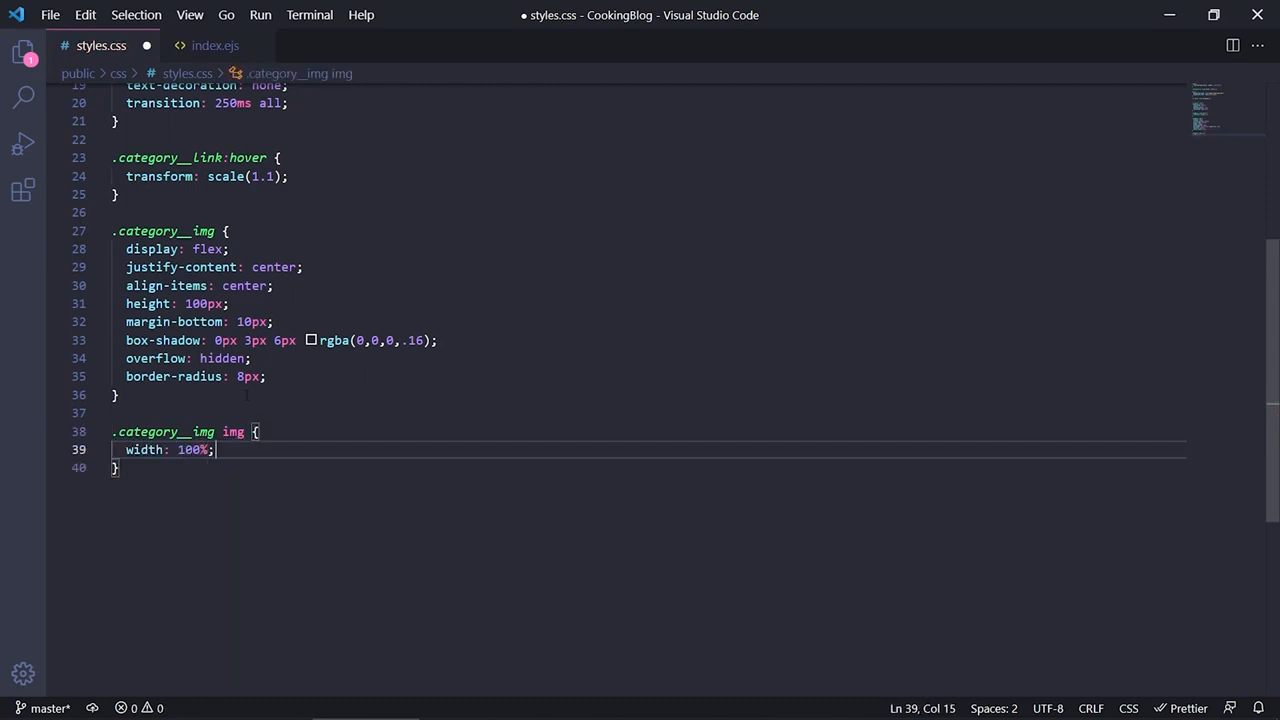 File Edit Selection View Go Run Terminal Help
● styles.css - CookingBlog - Visual Studio Code
1
# styles.css ●
<> index.ejs
public > css > # styles.css > .category__img img
19 text-decoration: none;
20 transition: 250ms all;
21 }
22
23 .category__link:hover {
24 transform: scale(1.1);
25 }
26
27 .category__img {
28 display: flex;
29 justify-content: center;
30 align-items: center;
31 height: 100px;
32 margin-bottom: 10px;
33 box-shadow: 0px 3px 6px rgba(0,0,0,.16);
34 overflow: hidden;
35 border-radius: 8px;
36 }
37
38 .category__img img {
39 width: 100%;
40 }
master* 0 0 Ln 39, Col 15 Spaces: 2 UTF-8 CRLF CSS Prettier